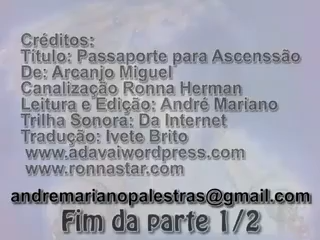 Créditos:
Título: Passaporte para Ascenssão
De: Arcanjo Miguel
Canalização Ronna Herman
Leitura e Edição: André Mariano
Trilha Sonora: Da Internet
Tradução: Ivete Brito
www.adavaiwordpress.com
www.ronnastar.com
andremarianopalestras@gmail.com
Fim da parte 1/2